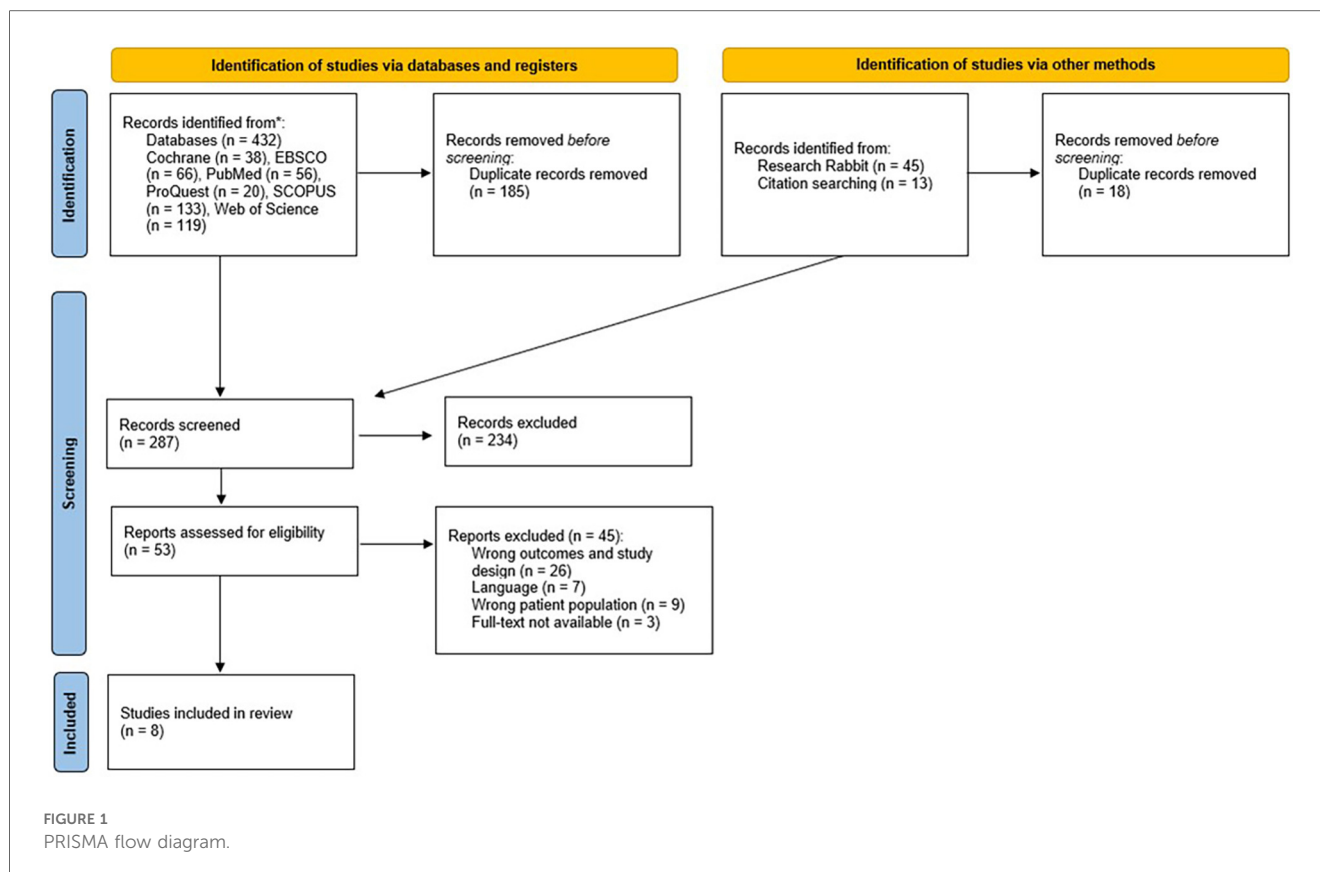 Identification of studies via databases and registers
Identification of studies via other methods
Identification
Records identified from*:
Databases (n = 432)
Cochrane (n = 38), EBSCO
(n = 66), PubMed (n = 56),
ProQuest (n = 20), SCOPUS
(n = 133), Web of Science
(n = 119)
Records removed before
screening:
Duplicate records removed
(n = 185)
Records identified from:
Research Rabbit (n = 45)
Citation searching (n = 13)
Records removed before
screening:
Duplicate records removed
(n = 18)
Screening
Records screened
(n = 287)
Records excluded
(n = 234)
Reports assessed for eligibility
(n = 53)
Reports excluded (n = 45):
Wrong outcomes and study
design (n = 26)
Language (n = 7)
Wrong patient population (n = 9)
Full-text not available (n = 3)
Included
Studies included in review
(n = 8)
FIGURE 1
PRISMA flow diagram.